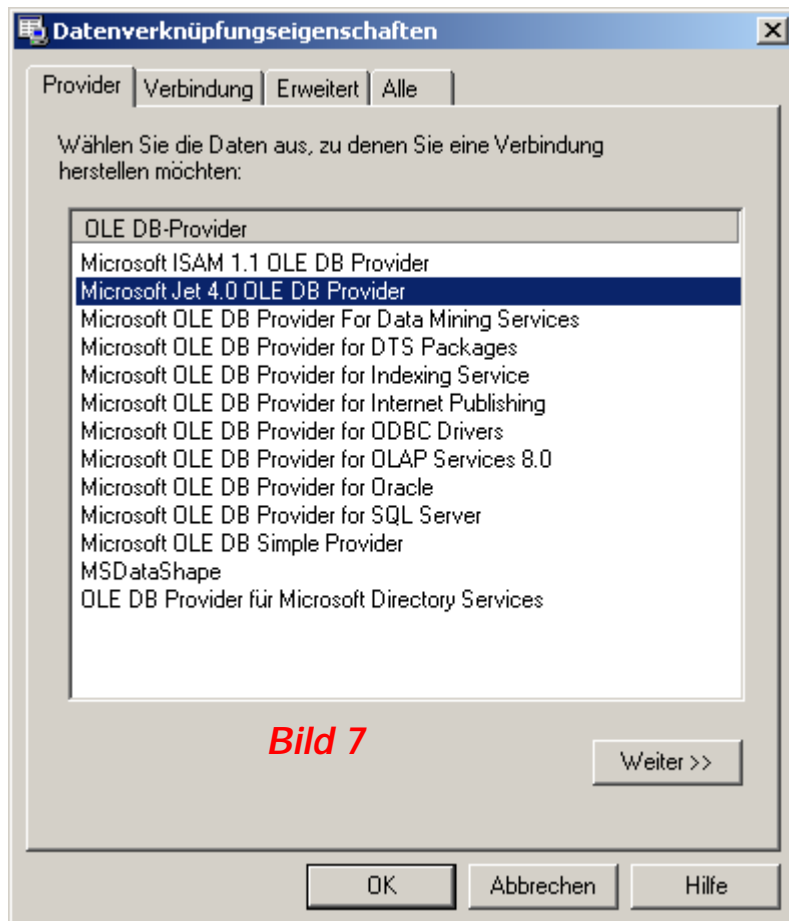 Datenverknüpfungseigenschaften
Provider Verbindung Erweitert Alle
Wählen Sie die Daten aus, zu denen Sie eine Verbindung
herstellen möchten:
OLE DB-Provider
Microsoft ISAM 1.1 OLE DB Provider
Microsoft Jet 4.0 OLE DB Provider
Microsoft OLE DB Provider For Data Mining Services
Microsoft OLE DB Provider for DTS Packages
Microsoft OLE DB Provider for Indexing Service
Microsoft OLE DB Provider for Internet Publishing
Microsoft OLE DB Provider for ODBC Drivers
Microsoft OLE DB Provider for OLAP Services 8.0
Microsoft OLE DB Provider for Oracle
Microsoft OLE DB Provider for SQL Server
Microsoft OLE DB Simple Provider
MSDataShape
OLE DB Provider für Microsoft Directory Services
Bild 7
Weiter >>
OK Abbrechen Hilfe